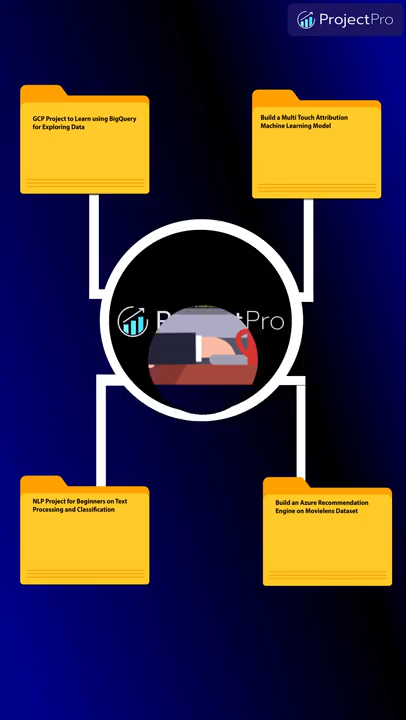 ProjectPro
GCP Project to Learn using BigQuery
for Exploring Data
Build a Multi Touch Attribution
Machine Learning Model
Pro
NLP Project for Beginners on Text
Processing and Classification
Build an Azure Recommendation
Engine on Movielens Dataset